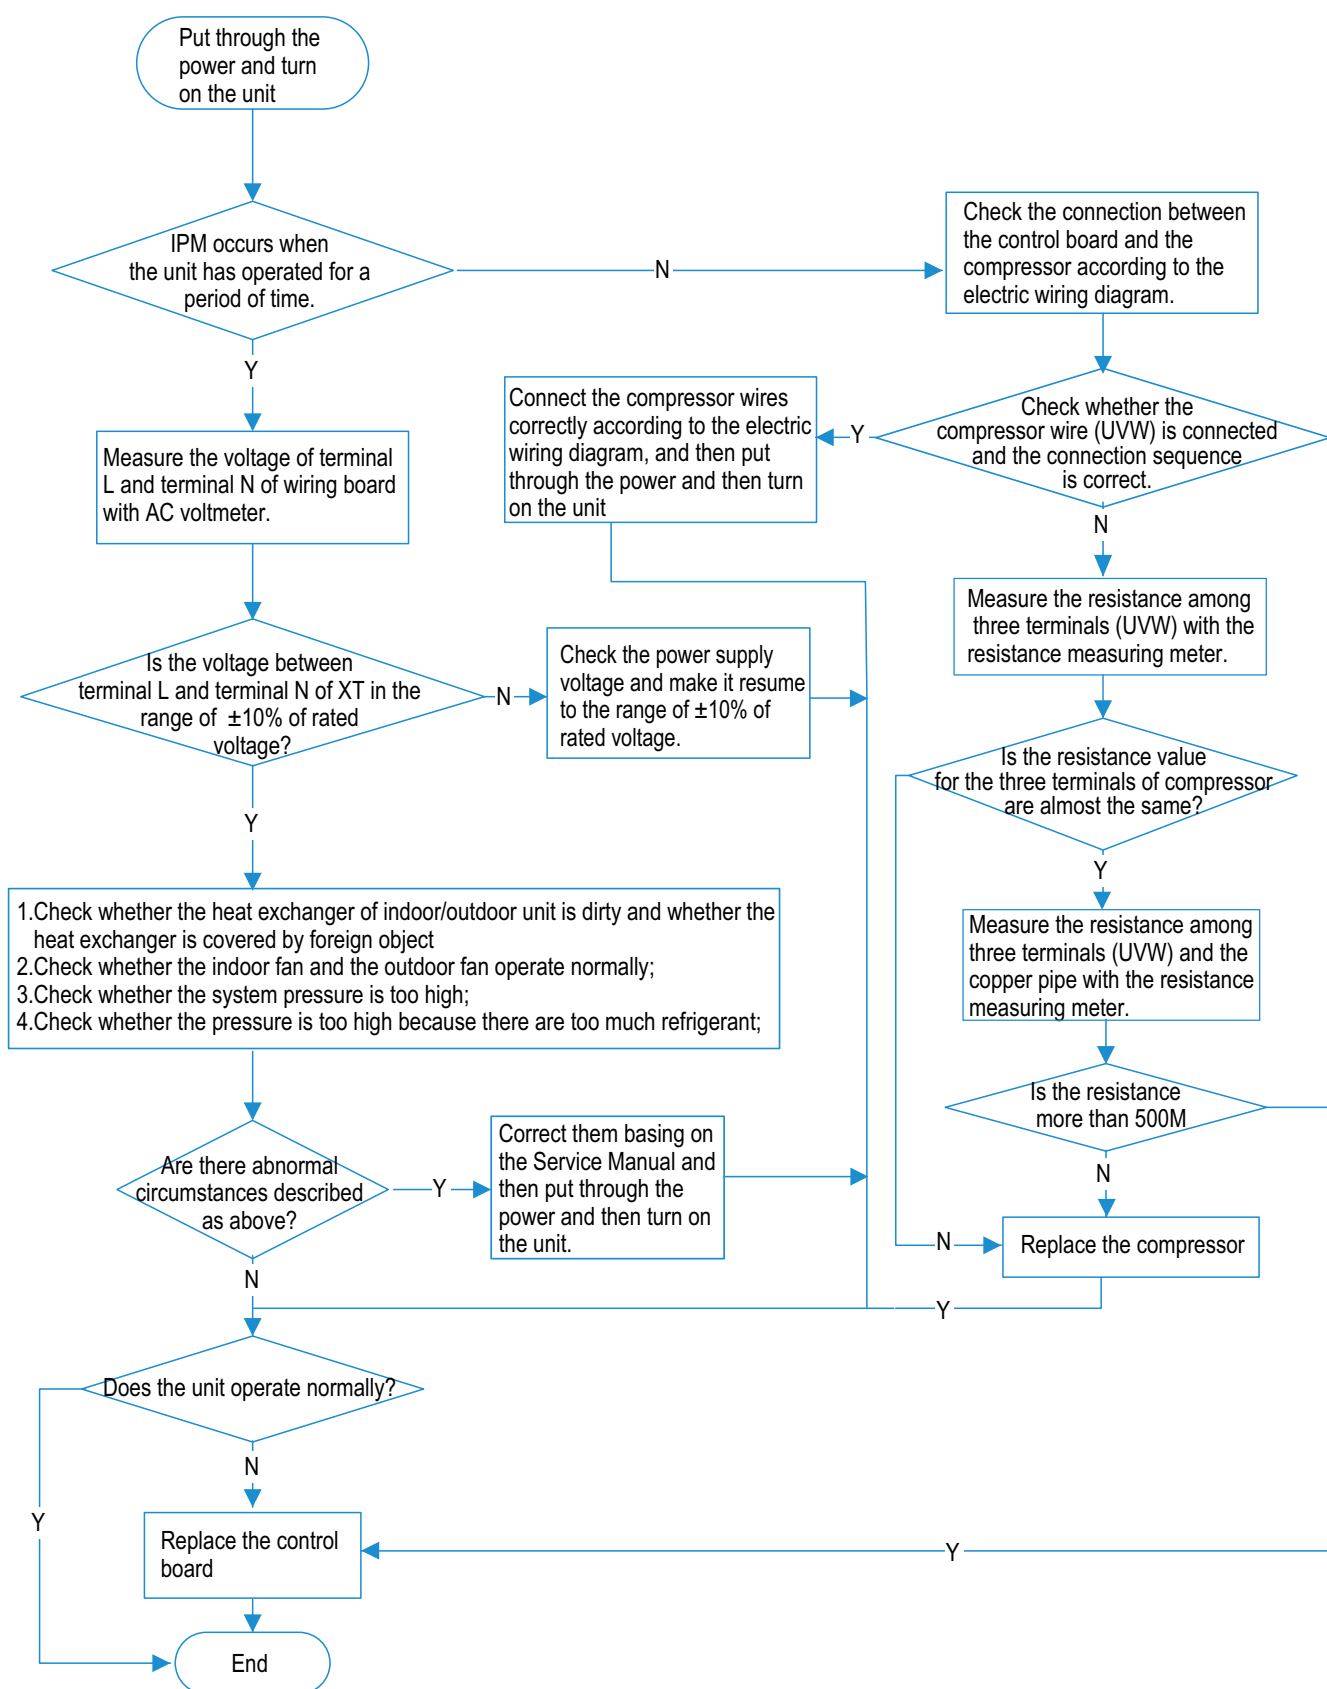 Put through the
power and turn
on the unit
IPM occurs when
the unit has operated for a
period of time.
N
Check the connection between
the control board and the
compressor according to the
electric wiring diagram.
Y
Measure the voltage of terminal
L and terminal N of wiring board
with AC voltmeter.
Connect the compressor wires
correctly according to the electric
wiring diagram, and then put
through the power and then turn
on the unit
Y
Check whether the
compressor wire (UVW) is connected
and the connection sequence
is correct.
N
Measure the resistance among
three terminals (UVW) with the
resistance measuring meter.
Is the voltage between
terminal L and terminal N of XT in the
range of ±10% of rated
voltage?
N
Check the power supply
voltage and make it resume
to the range of ±10% of
rated voltage.
Is the resistance value
for the three terminals of compressor
are almost the same?
Y
Y
1.Check whether the heat exchanger of indoor/outdoor unit is dirty and whether the
heat exchanger is covered by foreign object
2.Check whether the indoor fan and the outdoor fan operate normally;
3.Check whether the system pressure is too high;
4.Check whether the pressure is too high because there are too much refrigerant;
Measure the resistance among
three terminals (UVW) and the
copper pipe with the resistance
measuring meter.
Is the resistance
more than 500M
Are there abnormal
circumstances described
as above?
Y
Correct them basing on
the Service Manual and
then put through the
power and then turn on
the unit.
N
N
Replace the compressor
N
Y
Does the unit operate normally?
N
Y
Replace the control
board
Y
End